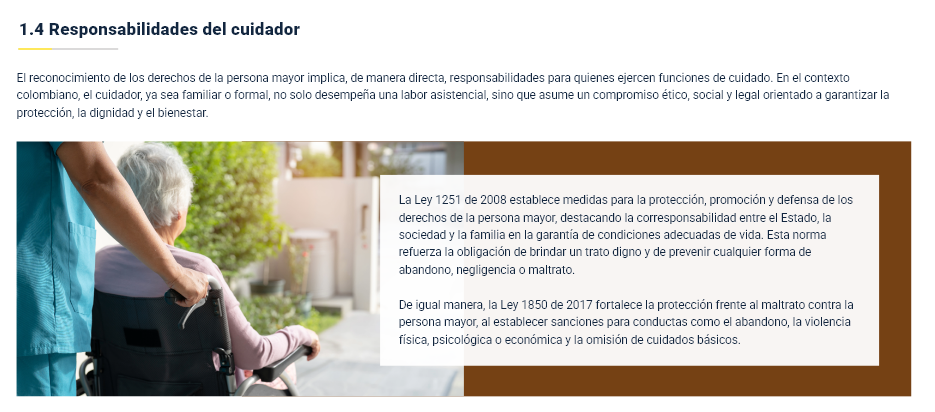 1.4 Responsabilidades del cuidador
El reconocimiento de los derechos de la persona mayor implica, de manera directa, responsabilidades para quienes ejercen funciones de cuidado. En el contexto
colombiano, el cuidador, ya sea familiar o formal, no solo desempeña una labor asistencial, sino que asume un compromiso ético, social y legal orientado a garantizar la
protección, la dignidad y el bienestar.
La Ley 1251 de 2008 establece medidas para la protección, promoción y defensa de los
derechos de la persona mayor, destacando la corresponsabilidad entre el Estado, la
sociedad y la familia en la garantía de condiciones adecuadas de vida. Esta norma
refuerza la obligación de brindar un trato digno y de prevenir cualquier forma de
abandono, negligencia o maltrato.
De igual manera, la Ley 1850 de 2017 fortalece la protección frente al maltrato contra la
persona mayor, al establecer sanciones para conductas como el abandono, la violencia
física, psicológica o económica y la omisión de cuidados básicos.